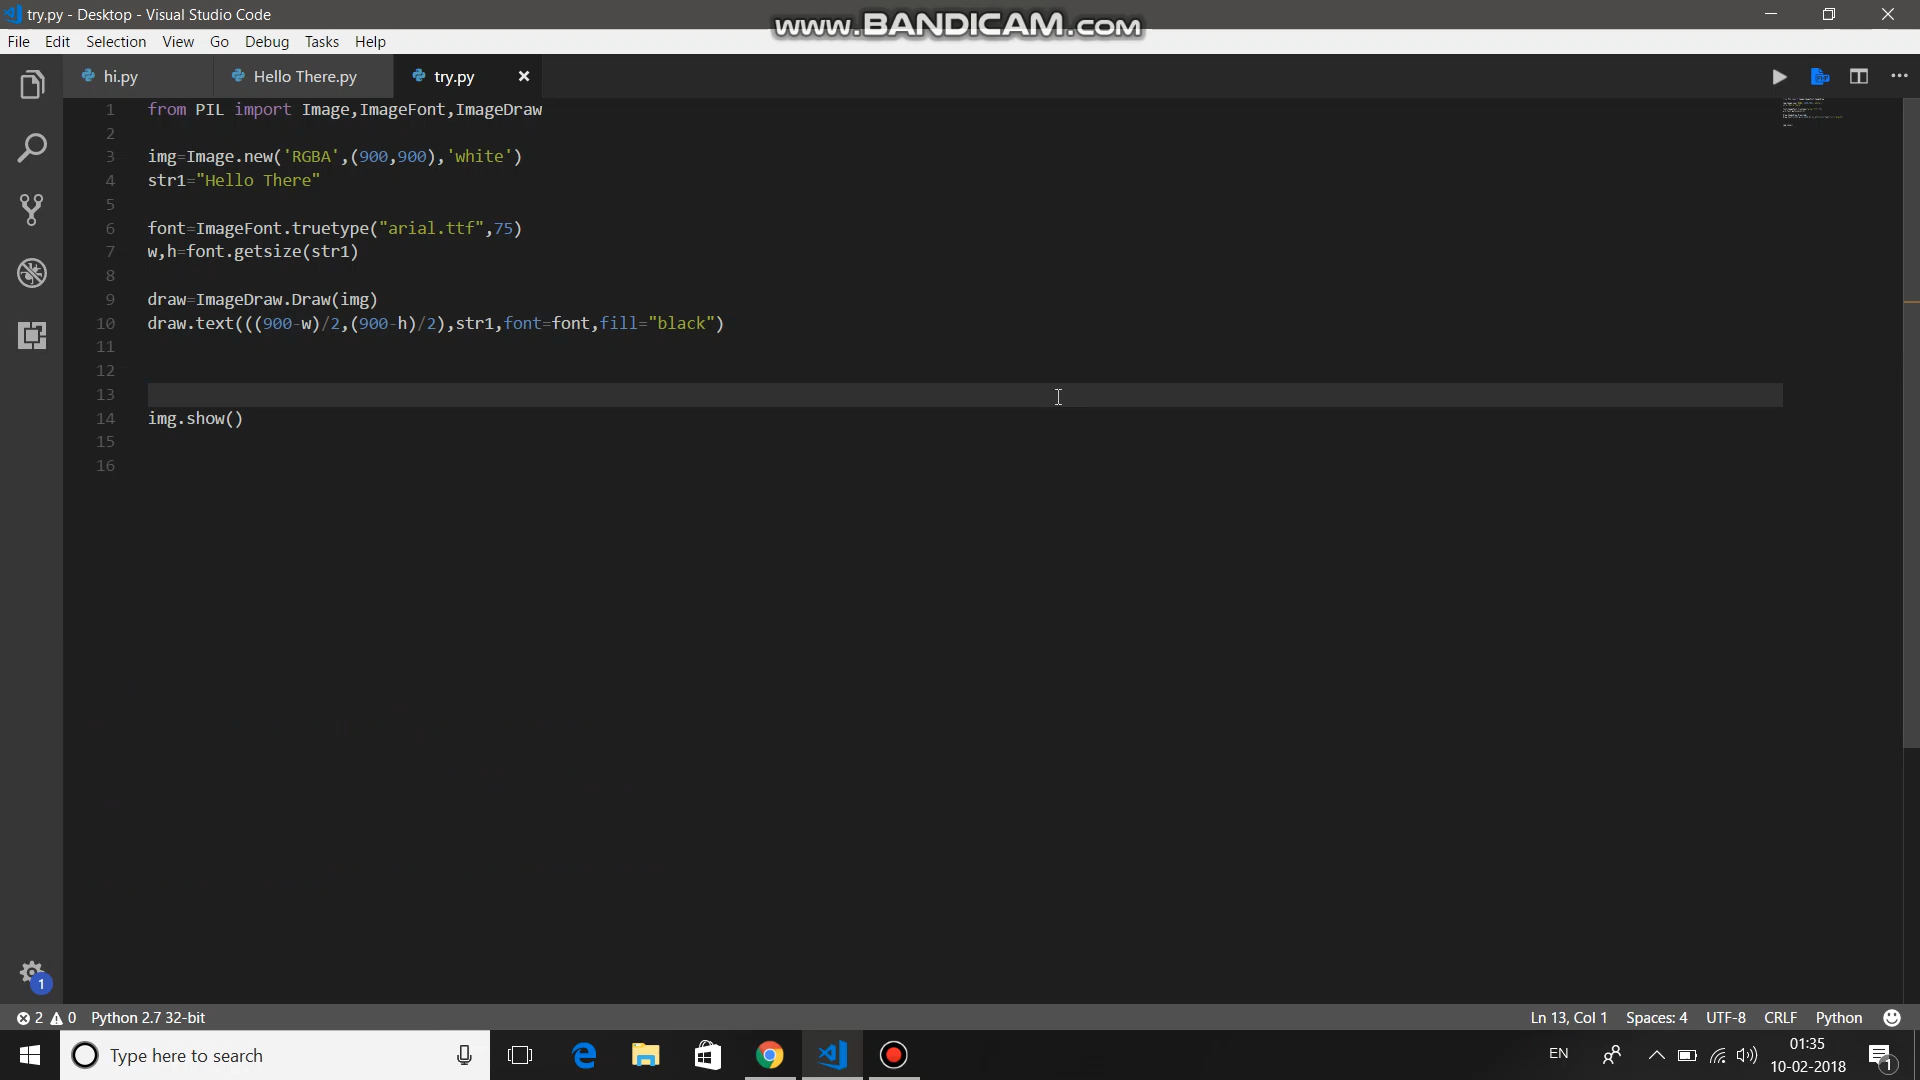 try.py - Desktop - Visual Studio Code
www.BANDICAM.com
File Edit Selection View Go Debug Tasks Help
hi.py Hello There.py try.py
1 from PIL import Image,ImageFont,ImageDraw
2
3 img=Image.new('RGBA',(900,900),'white')
4 str1="Hello There"
5
6 font=ImageFont.truetype("arial.ttf",75)
7 w,h=font.getsize(str1)
8
9 draw=ImageDraw.Draw(img)
10 draw.text(((900-w)/2,(900-h)/2),str1,font=font,fill="black")
11
12
13
14 img.show()
15
16
1
2 0 Python 2.7 32-bit Ln 13, Col 1 Spaces: 4 UTF-8 CRLF Python
Type here to search EN 01:35
10-02-2018 1